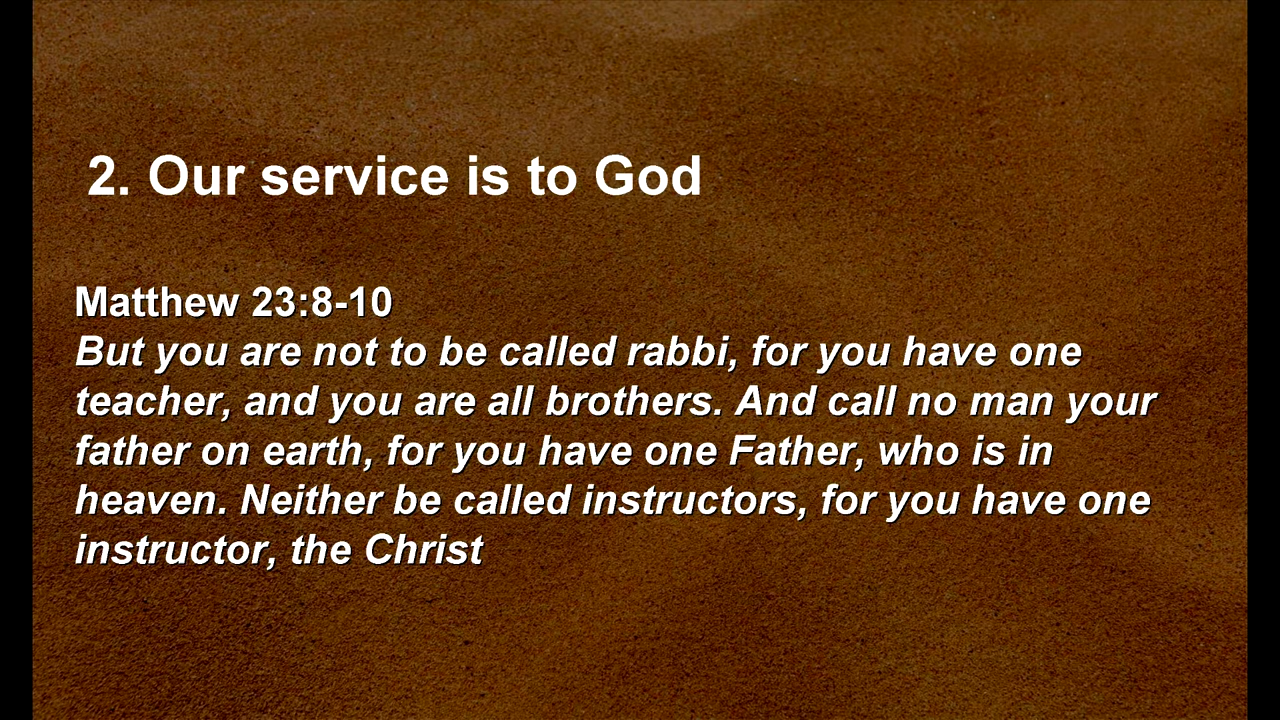 2. Our service is to God
Matthew 23:8-10
But you are not to be called rabbi, for you have one
teacher, and you are all brothers. And call no man your
father on earth, for you have one Father, who is in
heaven. Neither be called instructors, for you have one
instructor, the Christ